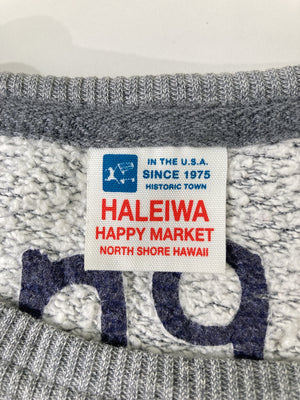 IN THE U.S.A.
SINCE 1975
HISTORIC TOWN
HALEIWA
HAPPY MARKET
NORTH SHORE HAWAII